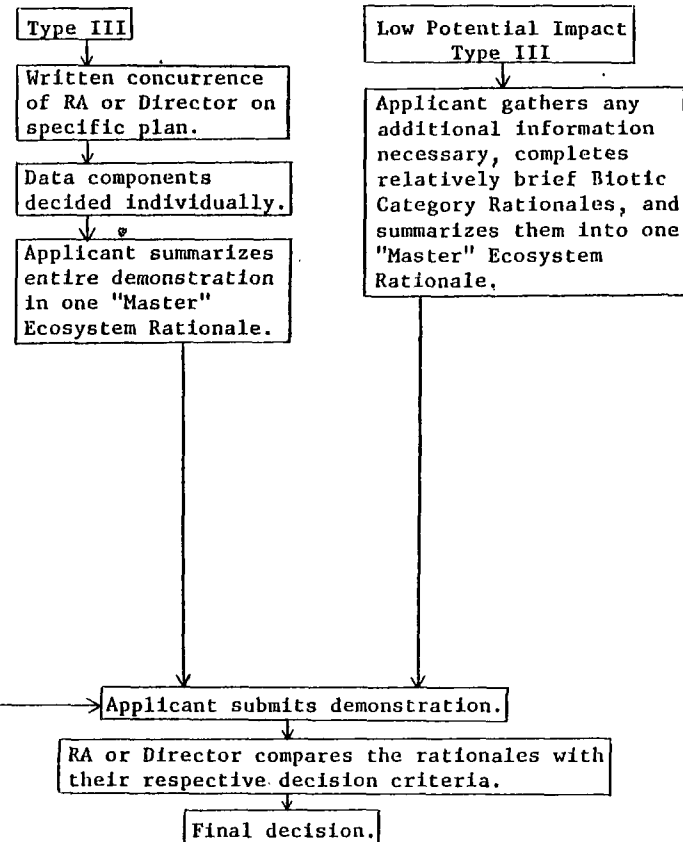 Type III
Written concurrence
of RA or Director on
specific plan.
Data components
decided individually.
Applicant summarizes
entire demonstration
in one "Master"
Ecosystem Rationale.
Low Potential Impact
Type III
Applicant gathers any
additional information
necessary, completes
relatively brief Biotic
Category Rationales, and
summarizes them into one
"Master" Ecosystem
Rationale.
Applicant submits demonstration.
RA or Director compares the rationales with
their respective decision criteria.
Final decision.